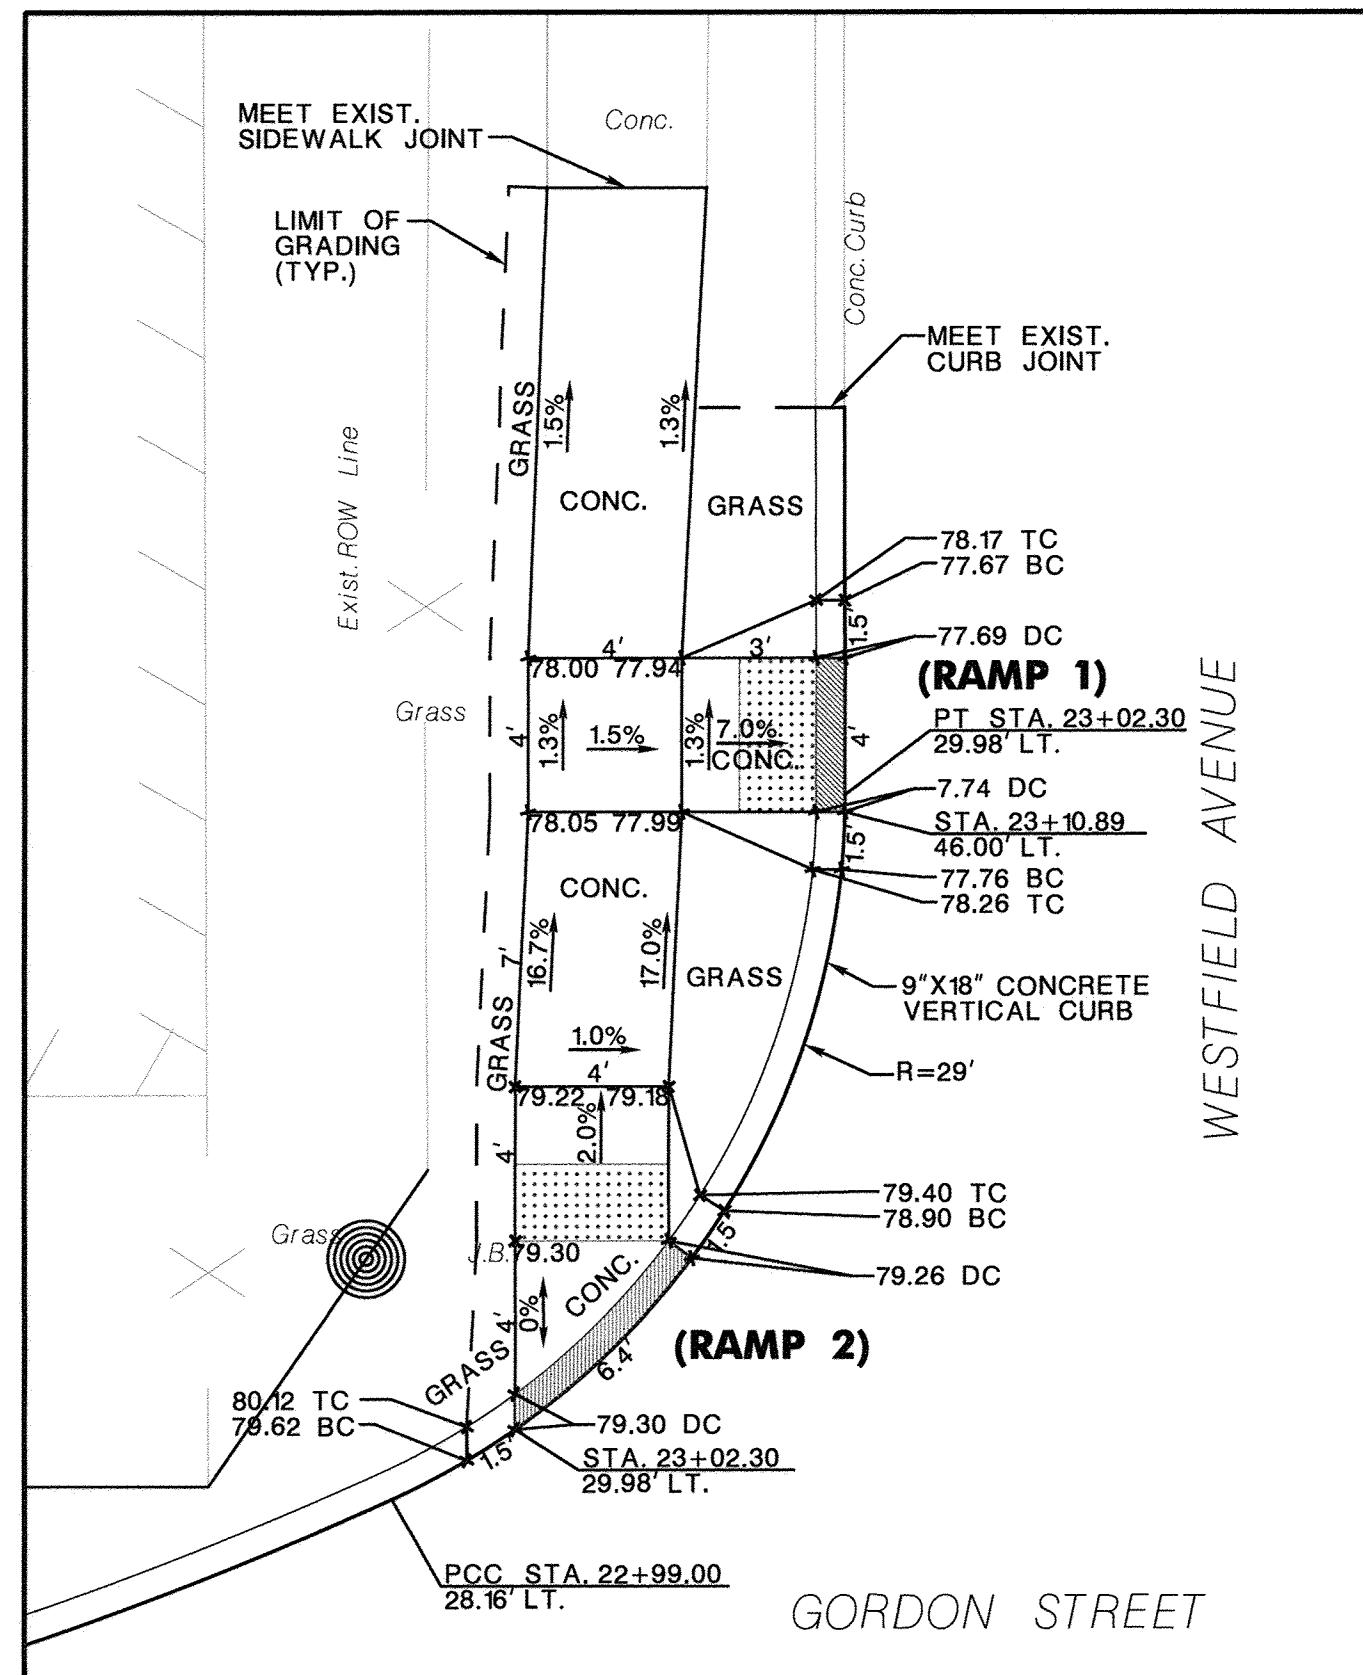 MEET EXIST.
SIDEWALK JOINT
Conc.
LIMIT OF
GRADING
(TYP.)
Conc. Curb
MEET EXIST.
CURB JOINT
GRASS
1.5%
1.3%
Exist. ROW Line
CONC.
GRASS
78.17 TC
77.67 BC
1.5'
4'
3'
77.69 DC
78.00 77.94
(RAMP 1)
Grass
4'
1.3%
1.5%
1.3%
7.0%
CONC.
4'
PT STA. 23+02.30
29.98' LT.
7.74 DC
78.05 77.99
STA. 23+10.89
46.00' LT.
1.5'
77.76 BC
78.26 TC
CONC.
WESTFIELD AVENUE
16.7%
17.0%
7'
GRASS
GRASS
9"X18" CONCRETE
VERTICAL CURB
1.0%
R=29'
4'
79.22 79.18
2.0%
4'
79.40 TC
78.90 BC
1.5'
Grass
J.B.
79.30
79.26 DC
CONC.
4'
0%
(RAMP 2)
6.4'
GRASS
80.12 TC
79.62 BC
79.30 DC
1.5'
STA. 23+02.30
29.98' LT.
PCC STA. 22+99.00
28.16' LT.
GORDON STREET